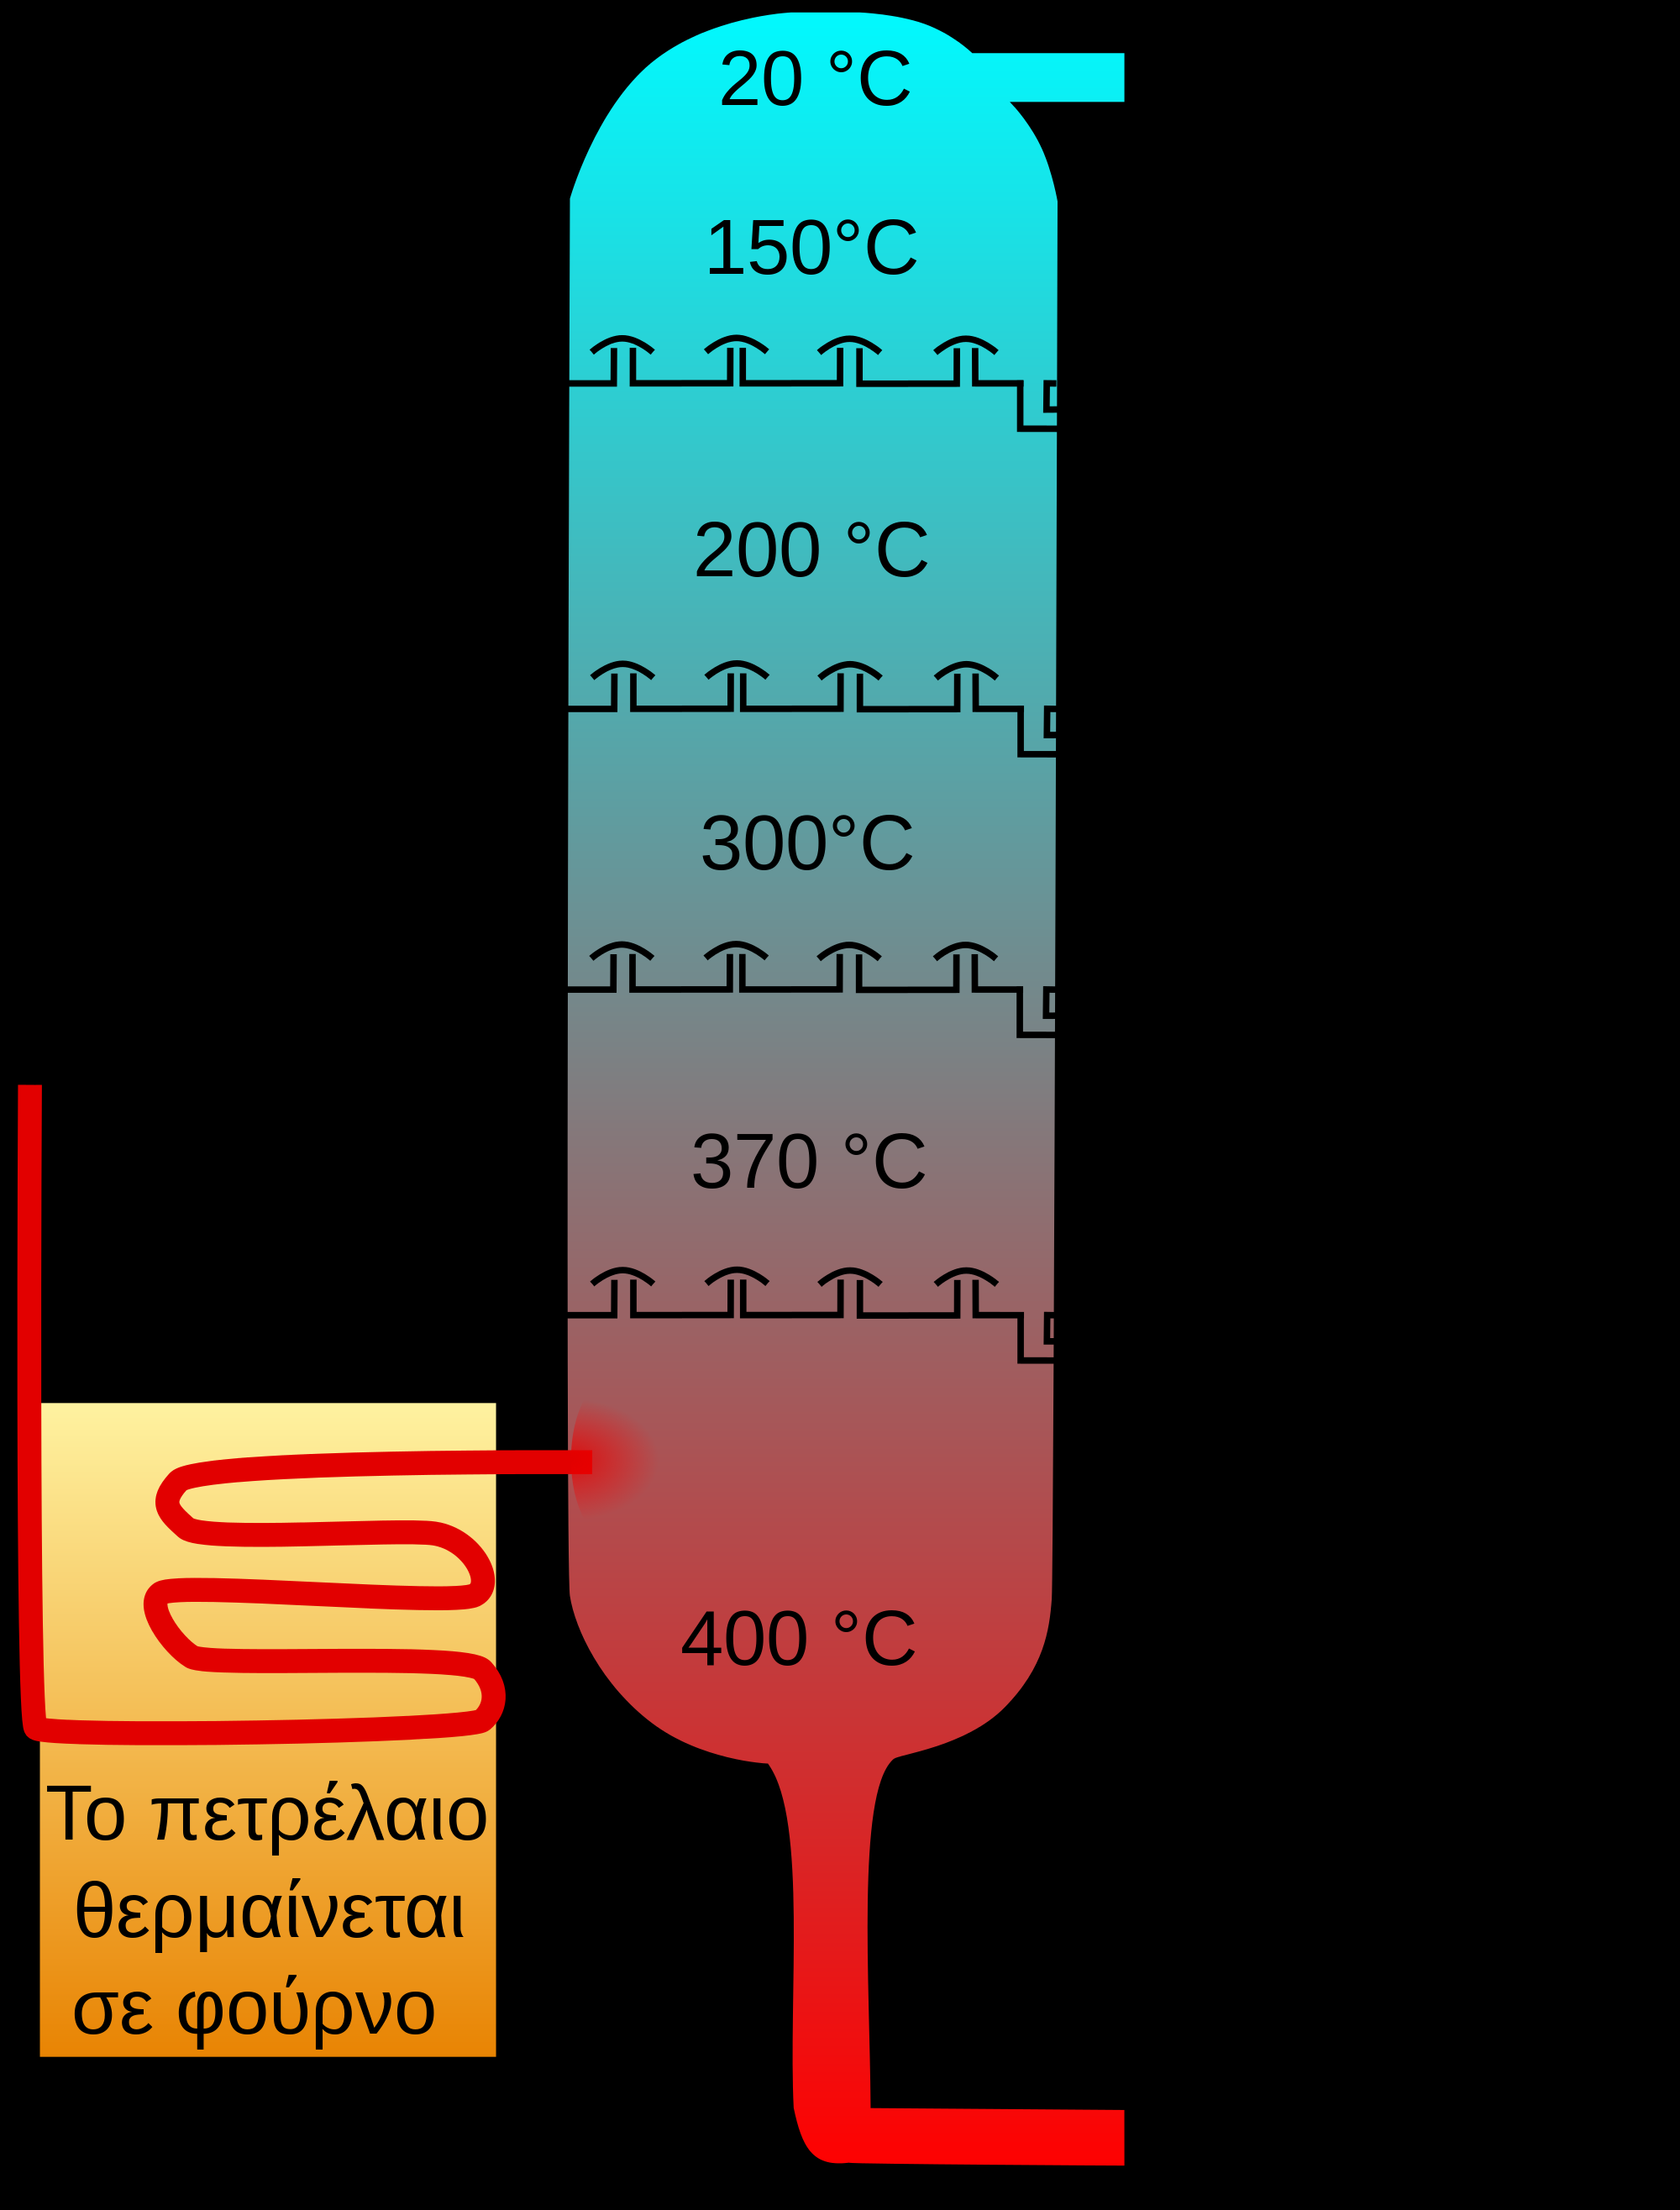 20 °C
150°C
200 °C
300°C
370 °C
400 °C
Το πετρέλαιο
θερμαίνεται
σε φούρνο